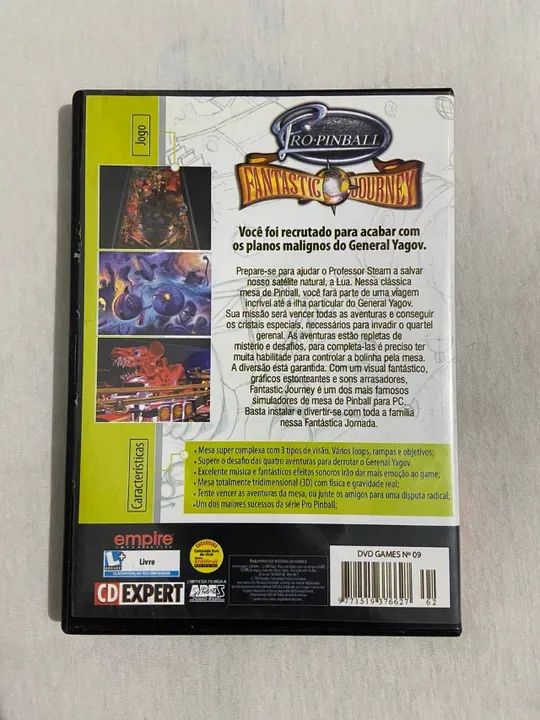 Jogo
PRO·PINBALL
FANTASTIC JOURNEY
Você foi recrutado para acabar com
os planos malignos do General Yagov.
Prepare-se para ajudar o Professor Steam a salvar
nosso satélite natural, a Lua. Nessa clássica
mesa de Pinball, você fará parte de uma viagem
incrível até a ilha particular do General Yagov.
Sua missão será vencer todas as aventuras e conseguir
os cristais especiais, necessários para invadir o quartel
general. As aventuras estão repletas de
mistério e desafios, para completa-las é preciso ter
muita habilidade para controlar a bolinha pela mesa.
A diversão está garantida. Com um visual fantástico,
gráficos estonteantes e sons arrasadores,
Fantastic Journey é um dos mais famosos
simuladores de mesa de Pinball para PC.
Basta instalar e divertir-se com toda a família
nessa Fantástica Jornada.
Características
• Mesa super complexa com 3 tipos de visão. Vários loops, rampas e objetivos;
• Supere o desafio das quatro aventuras para derrotar o Gerenal Yagov.
• Excelente música e fantásticos efeitos sonoros irão dar mais emoção ao game;
• Mesa totalmente tridimensional (3D) com física e gravidade real;
• Tente vencer as aventuras da mesa, ou junte os amigos para uma disputa radical;
• Um dos maiores sucessos da série Pro Pinball;
empire
INTERACTIVE
Livre
CD EXPERT
EMPRESA FILIADA A
DVD GAMES Nº 09
9 771519 376627
62